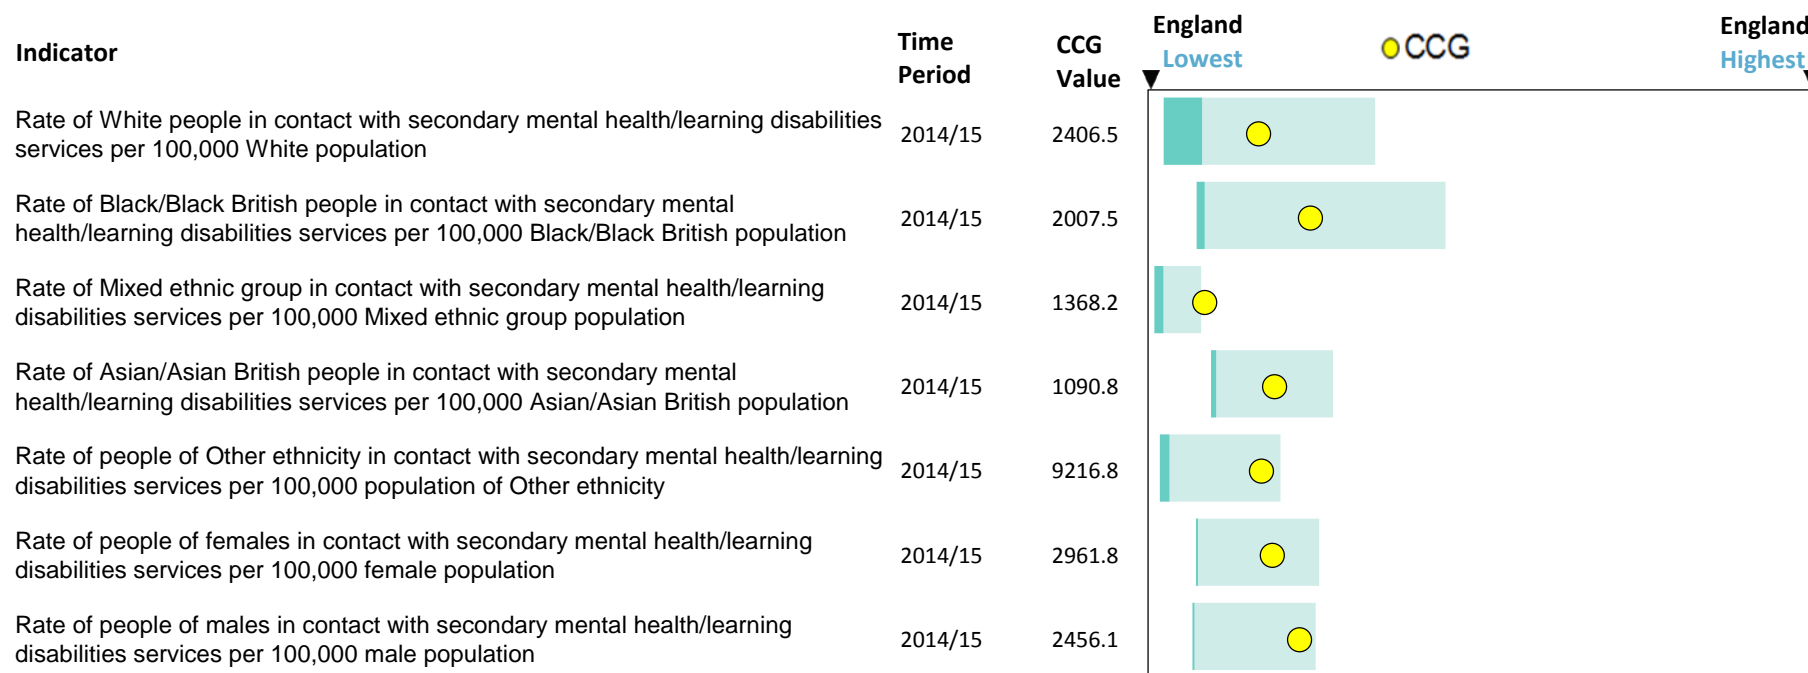 Indicator
Time
Period
CCG
Value
England
Lowest
CCG
England
Highest
Rate of White people in contact with secondary mental health/learning disabilities
services per 100,000 White population
2014/15
2406.5
Rate of Black/Black British people in contact with secondary mental
health/learning disabilities services per 100,000 Black/Black British population
2014/15
2007.5
Rate of Mixed ethnic group in contact with secondary mental health/learning
disabilities services per 100,000 Mixed ethnic group population
2014/15
1368.2
Rate of Asian/Asian British people in contact with secondary mental
health/learning disabilities services per 100,000 Asian/Asian British population
2014/15
1090.8
Rate of people of Other ethnicity in contact with secondary mental health/learning
disabilities services per 100,000 population of Other ethnicity
2014/15
9216.8
Rate of people of females in contact with secondary mental health/learning
disabilities services per 100,000 female population
2014/15
2961.8
Rate of people of males in contact with secondary mental health/learning
disabilities services per 100,000 male population
2014/15
2456.1